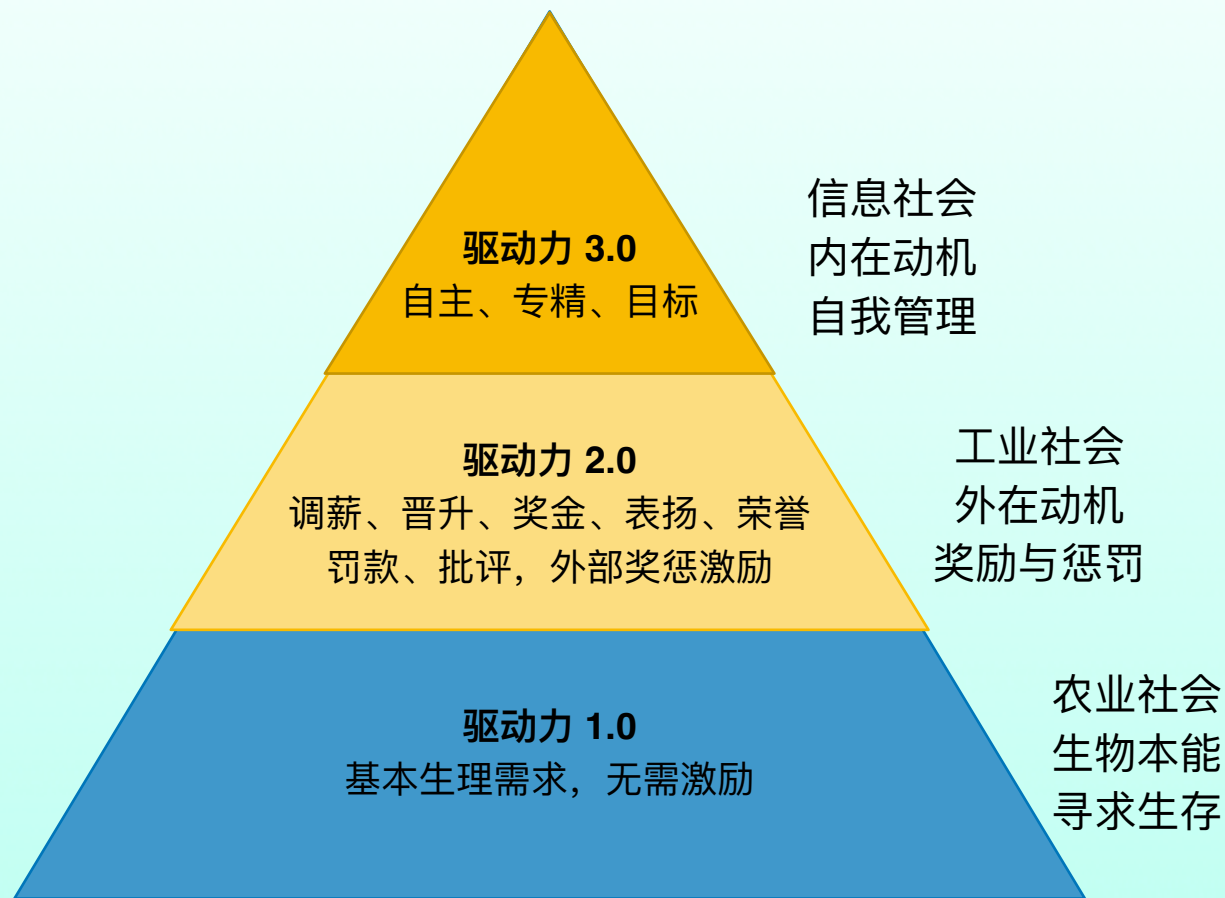 信息社会
内在动机
自我管理
驱动力 3.0
自主、专精、目标
工业社会
外在动机
奖励与惩罚
驱动力 2.0
调薪、晋升、奖金、表扬、荣誉
罚款、批评，外部奖惩激励
农业社会
生物本能
寻求生存
驱动力 1.0
基本生理需求，无需激励